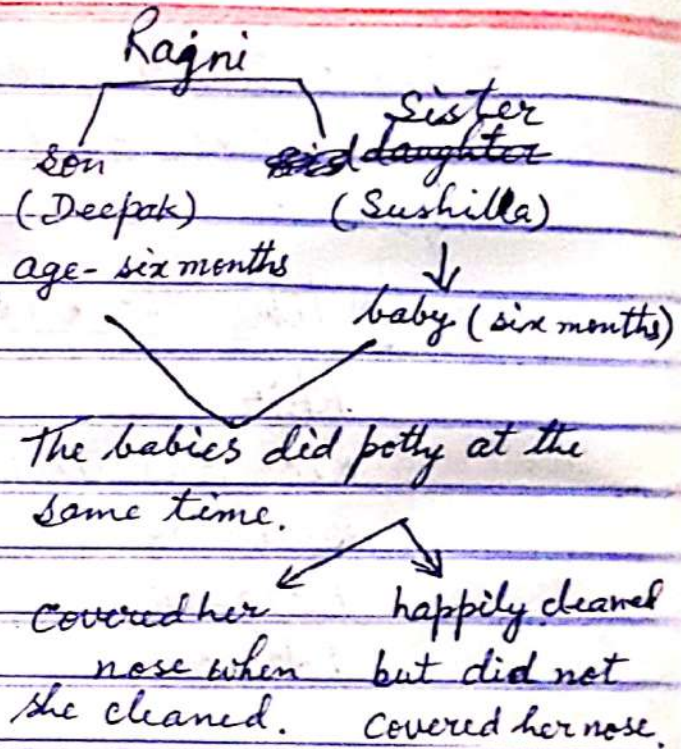 Rajni
Sister
son daughter
(Deepak) (Sushilla)
age - six months
baby (six months)
The babies did potty at the
same time.
Covered her happily cleaned
nose when but did not
she cleaned. covered her nose.